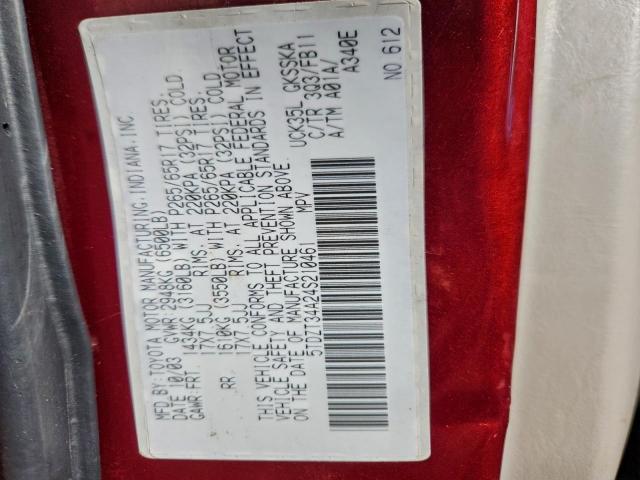 MFD.BY:TOYOTA MOTOR MANUFACTURING.INDIANA.INC
DATE 10/03 GVWR 2948KG (6500LB)
GAWR FRT. 1434KG (3160LB) WITH P265/65R17 TIRES.
17X7.5JJ RIMS. AT 220KPA (32PSI) COLD
RR. 1610KG (3550LB) WITH P265/65R17 TIRES.
17X7.5JJ RIMS. AT 220KPA (32PSI) COLD
THIS VEHICLE CONFORMS TO ALL APPLICABLE FEDERAL MOTOR
VEHICLE SAFETY AND THEFT PREVENTION STANDARDS IN EFFECT
ON THE DATE OF MANUFACTURE SHOWN ABOVE.
5TDZT34A24S210461 MPV
UCK35L GKSSKA
C/TR 3Q3/FB11
A/TM A01A/
A340E
NO 612